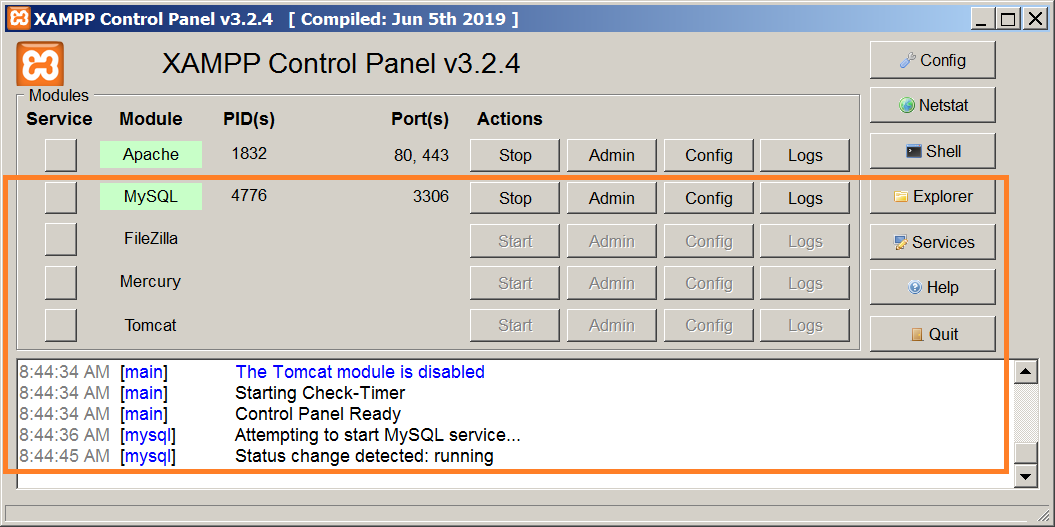 XAMPP Control Panel v3.2.4 [ Compiled: Jun 5th 2019 ]
XAMPP Control Panel v3.2.4
Config
Modules
Service Module PID(s) Port(s) Actions
Netstat
Apache 1832 80, 443 Stop Admin Config Logs
Shell
MySQL 4776 3306 Stop Admin Config Logs
Explorer
FileZilla Start Admin Config Logs
Services
Mercury Start Admin Config Logs
Help
Tomcat Start Admin Config Logs
Quit
8:44:34 AM [main] The Tomcat module is disabled
8:44:34 AM [main] Starting Check-Timer
8:44:34 AM [main] Control Panel Ready
8:44:36 AM [mysql] Attempting to start MySQL service...
8:44:45 AM [mysql] Status change detected: running